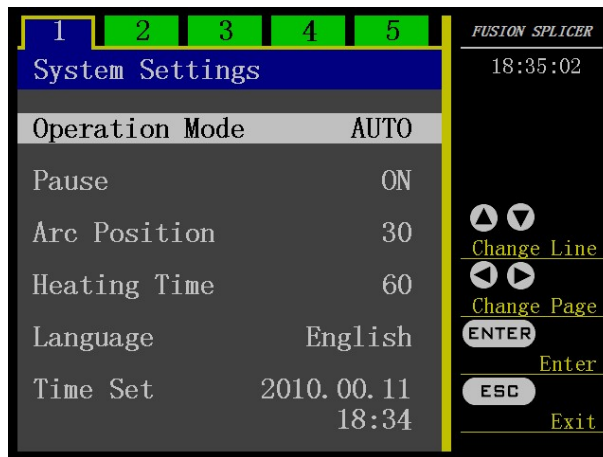 1 2 3 4 5
System Settings
Operation Mode AUTO
Pause ON
Arc Position 30
Heating Time 60
Language English
Time Set 2010.00.11
18:34
FUSION SPLICER
18:35:02
Change Line
Change Page
ENTER
Enter
ESC
Exit